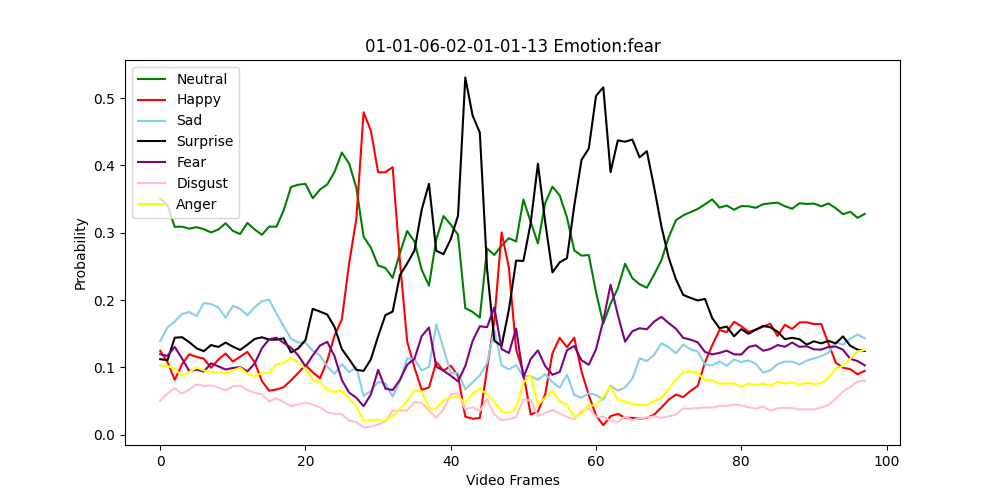 01-01-06-02-01-01-13 Emotion:fear
Neutral
Happy
Sad
Surprise
Fear
Disgust
Anger
Probability
0.5
0.4
0.3
0.2
0.1
0.0
0 20 40 60 80 100
Video Frames